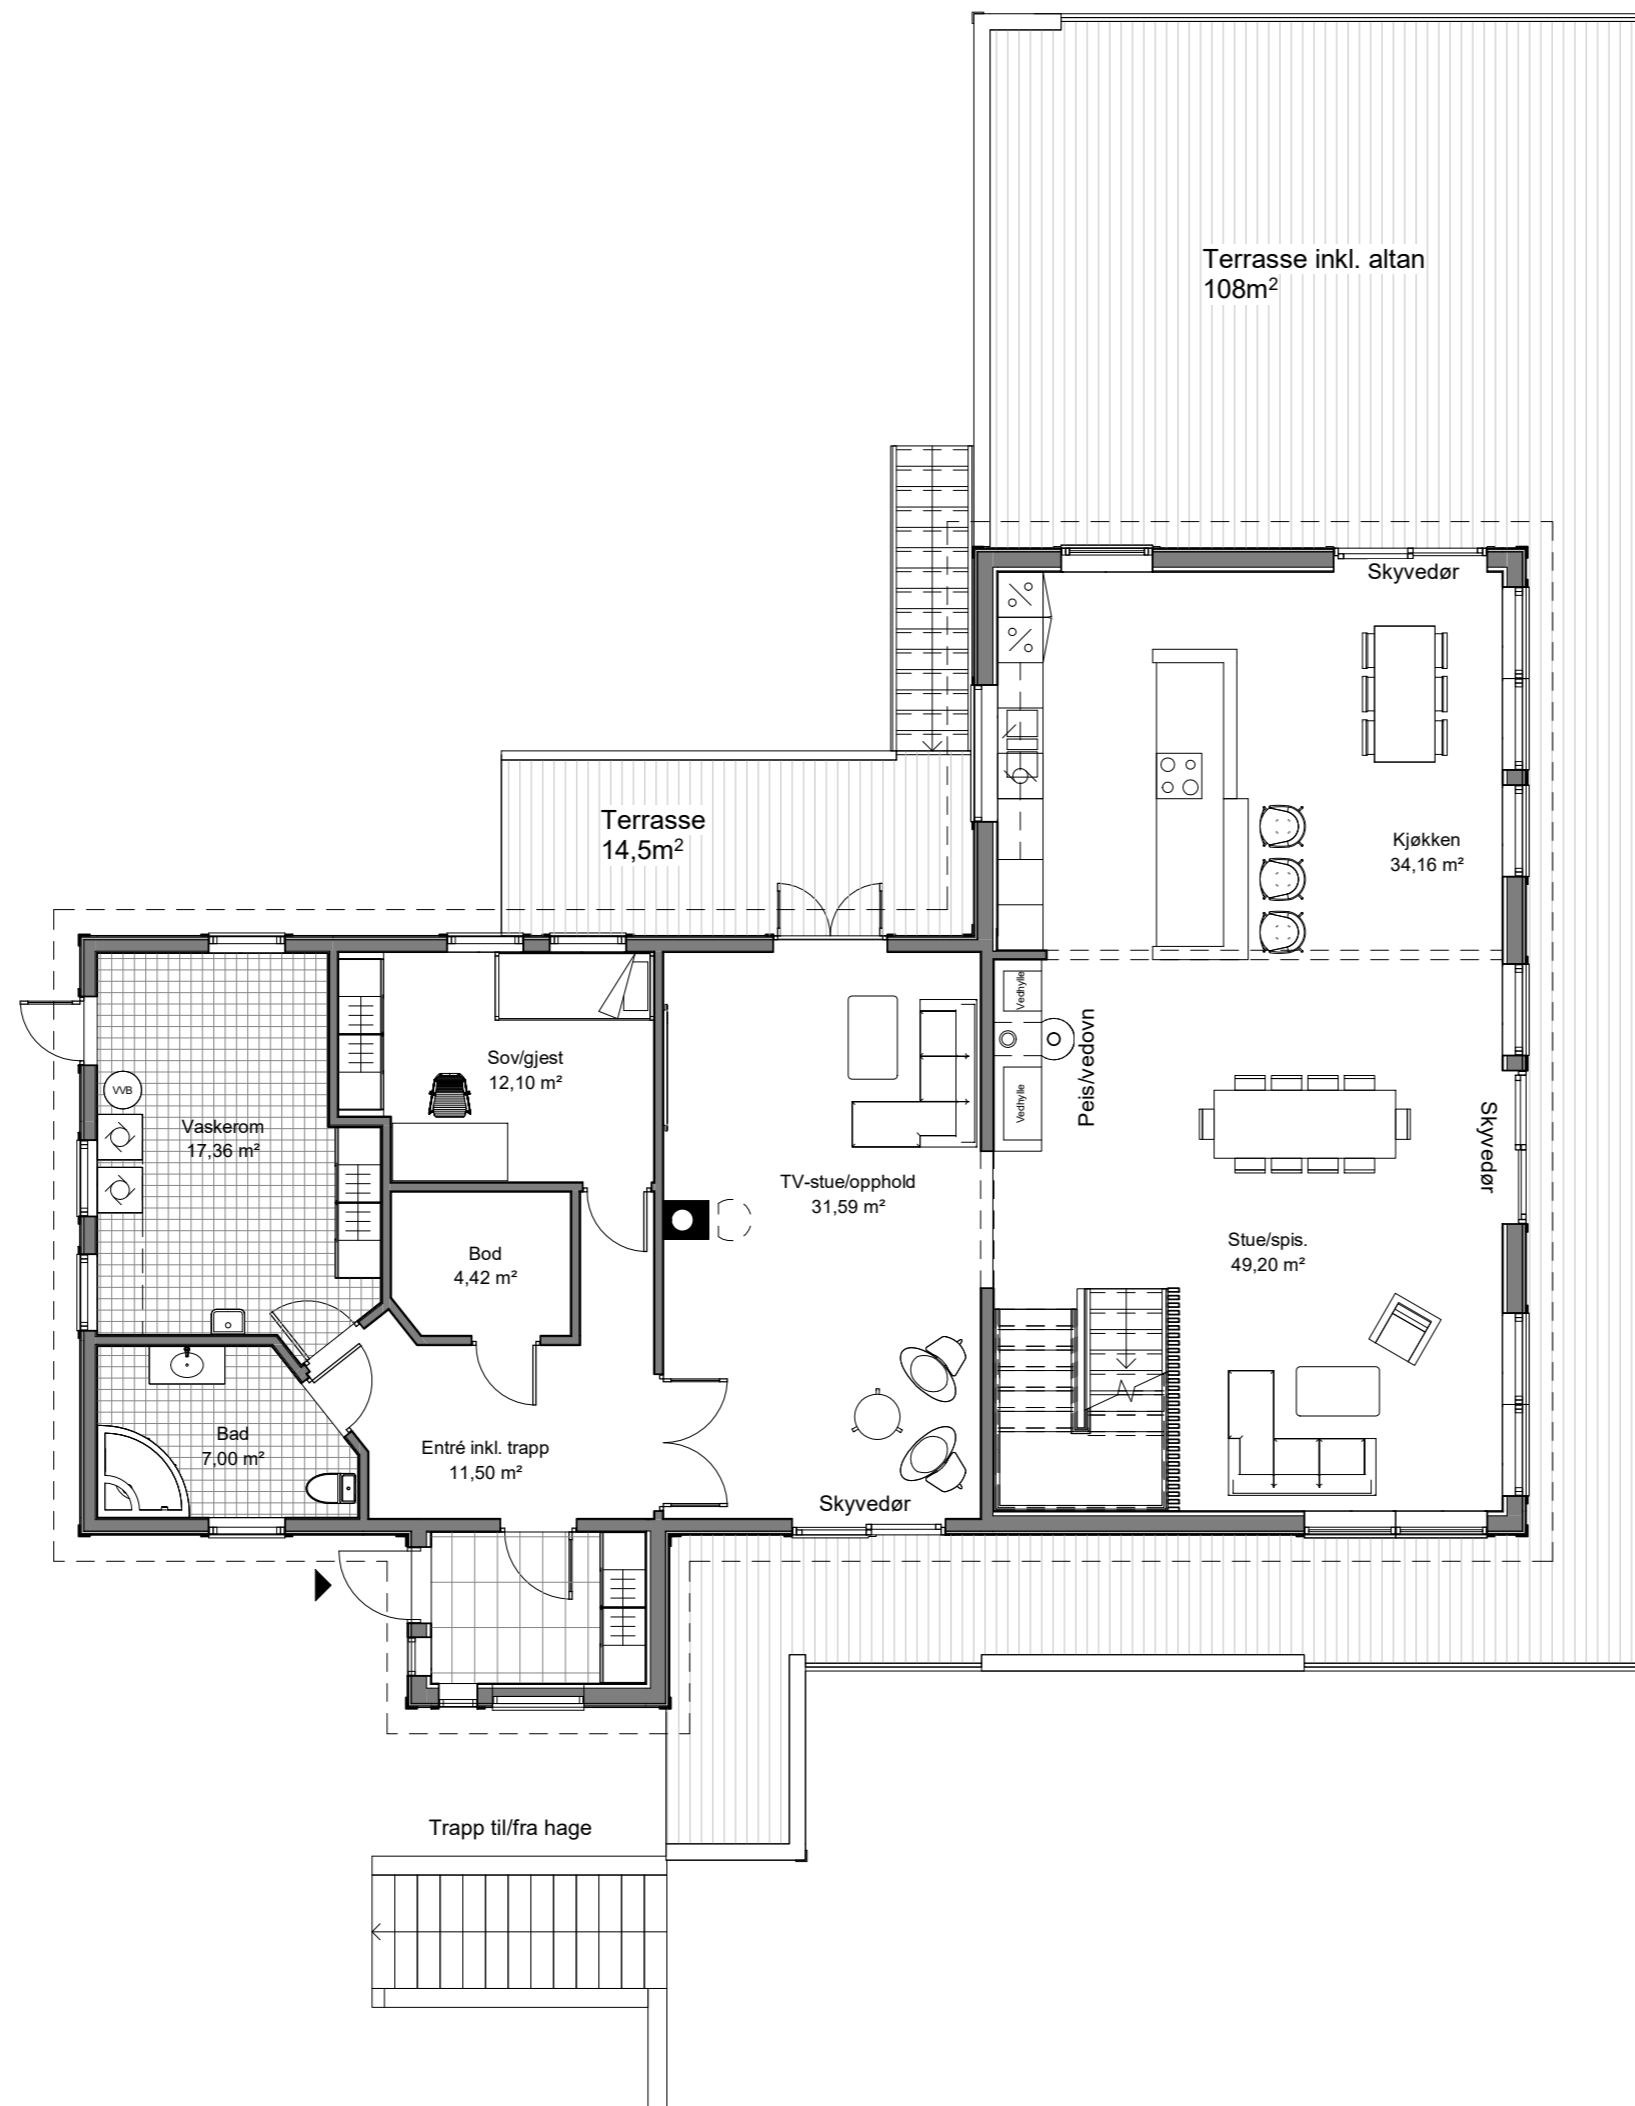 Terrasse inkl. altan
108m²
Skyvedør
Terrasse
14,5m²
Kjøkken
34,16 m²
Vedhylle
Peis/vedovn
Vedhylle
Sov/gjest
12,10 m²
VVB
Vaskerom
17,36 m²
TV-stue/opphold
31,59 m²
Skyvedør
Stue/spis.
49,20 m²
Bod
4,42 m²
Bad
7,00 m²
Entré inkl. trapp
11,50 m²
Skyvedør
Trapp til/fra hage